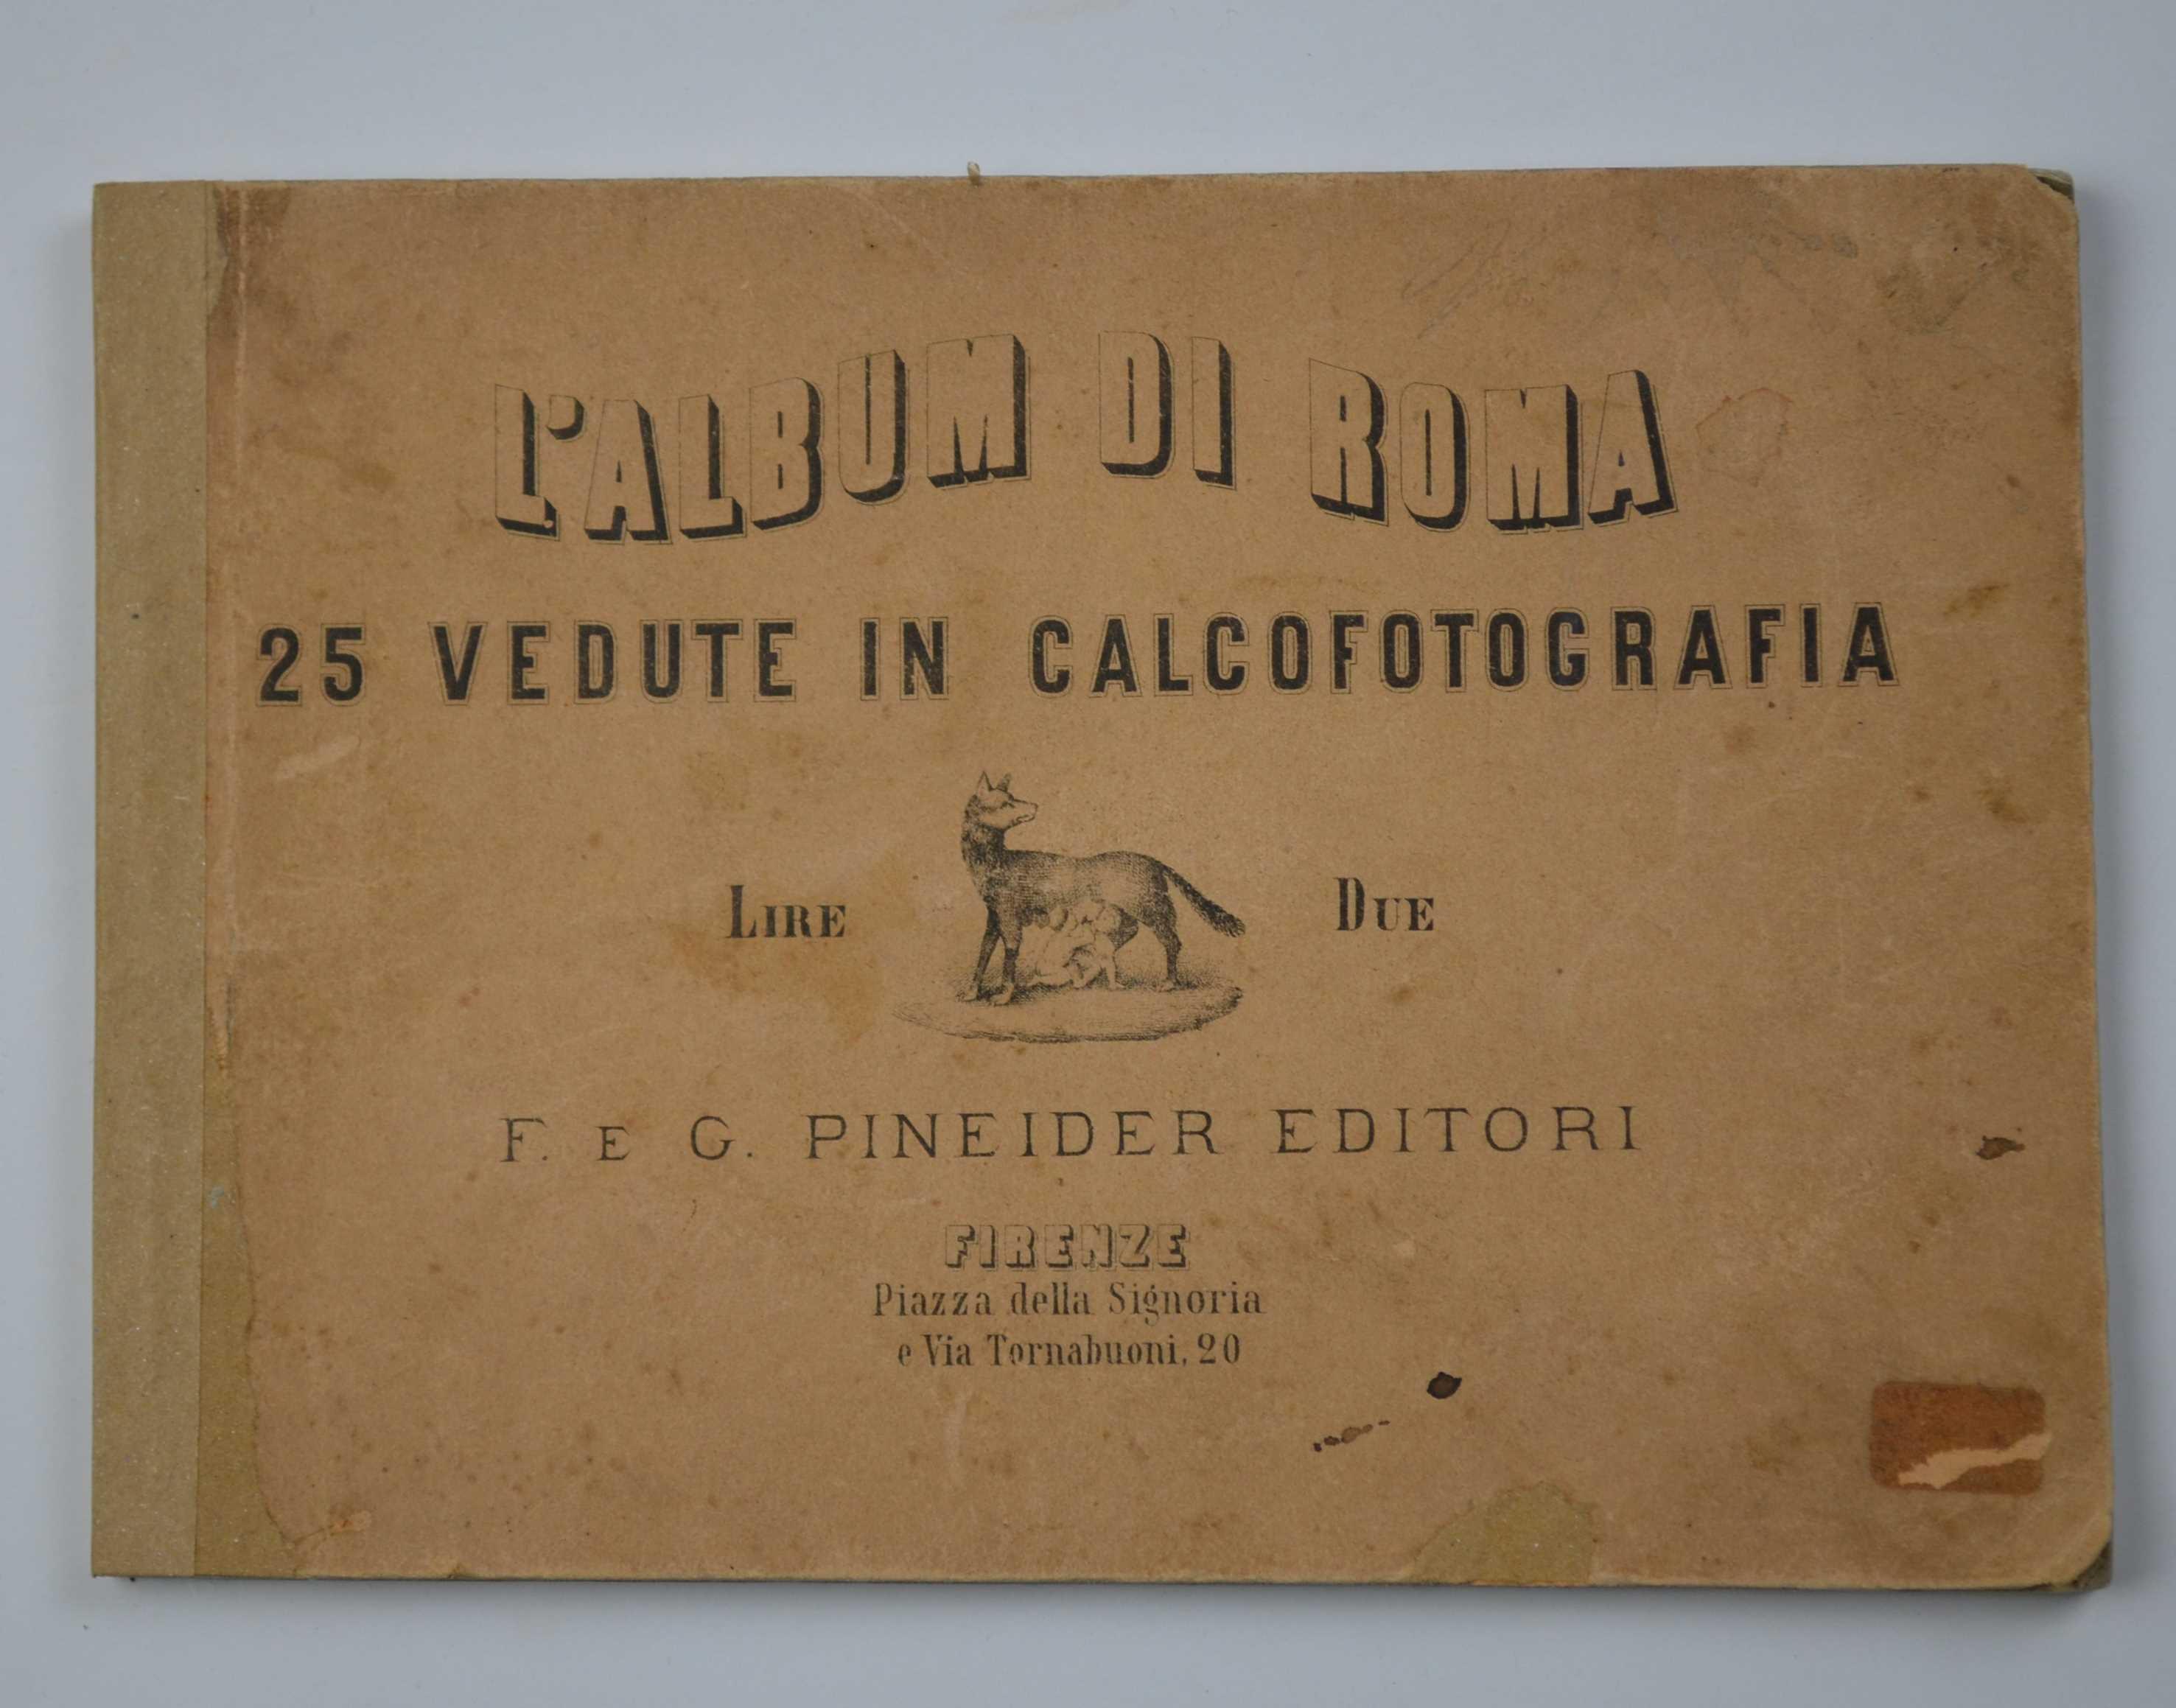 L'ALBUM DI ROMA
25 VEDUTE IN CALCOFOTOGRAFIA
LIRE DUE
F. E G. PINEIDER EDITORI
FIRENZE
Piazza della Signoria
e Via Tornabuoni, 20